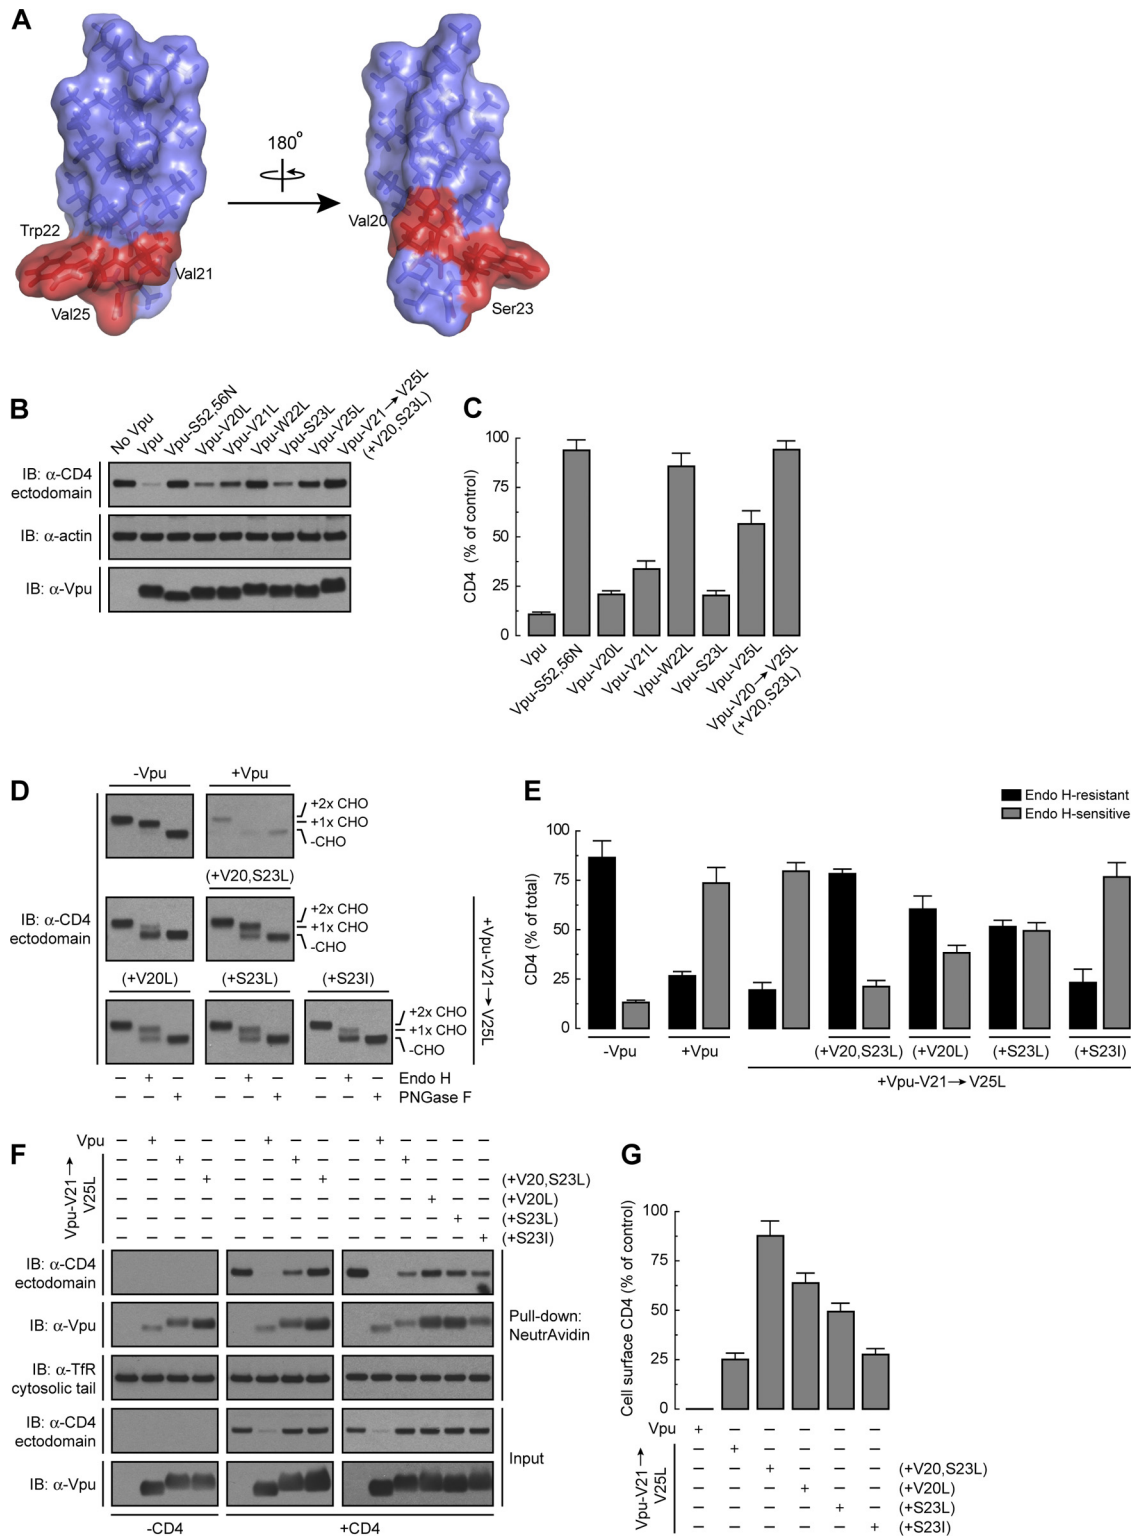 A
180°
Trp22
Val21
Val25
Val20
Ser23
B
No Vpu
Vpu
Vpu-S52,56N
Vpu-V20L
Vpu-V21L
Vpu-W22L
Vpu-S23L
Vpu-V25L
Vpu-V21→V25L
(+V20,S23L)
IB: α-CD4
ectodomain
IB: α-actin
IB: α-Vpu
C
CD4 (% of control)
100
75
50
25
0
Vpu
Vpu-S52,56N
Vpu-V20L
Vpu-V21L
Vpu-W22L
Vpu-S23L
Vpu-V25L
Vpu-V20→V25L
(+V20,S23L)
D
-Vpu
+Vpu
+2x CHO
+1x CHO
-CHO
(+V20,S23L)
IB: α-CD4
ectodomain
+2x CHO
+1x CHO
-CHO
(+V20L)
(+S23L)
(+S23I)
+2x CHO
+1x CHO
-CHO
+Vpu-V21→V25L
– + – – + – – + – Endo H
– – + – – + – – + PNGase F
E
Endo H-resistant
Endo H-sensitive
CD4 (% of total)
100
75
50
25
0
-Vpu
+Vpu
(+V20,S23L)
(+V20L)
(+S23L)
(+S23I)
+Vpu-V21→V25L
F
Vpu – + – – – + – – – + – – – –
Vpu-V21→
V25L
– – + – – – + – – – + – – –
– – – + – – – + – – – – – – (+V20,S23L)
– – – – – – – – – – – + – – (+V20L)
– – – – – – – – – – – – + – (+S23L)
– – – – – – – – – – – – – + (+S23I)
IB: α-CD4
ectodomain
IB: α-Vpu
Pull-down:
NeutrAvidin
IB: α-TfR
cytosolic tail
IB: α-CD4
ectodomain
Input
IB: α-Vpu
-CD4
+CD4
G
Cell surface CD4 (% of control)
100
75
50
25
0
Vpu + – – – – –
Vpu-V21→
V25L
– + – – – –
– – + – – – (+V20,S23L)
– – – + – – (+V20L)
– – – – + – (+S23L)
– – – – – + (+S23I)